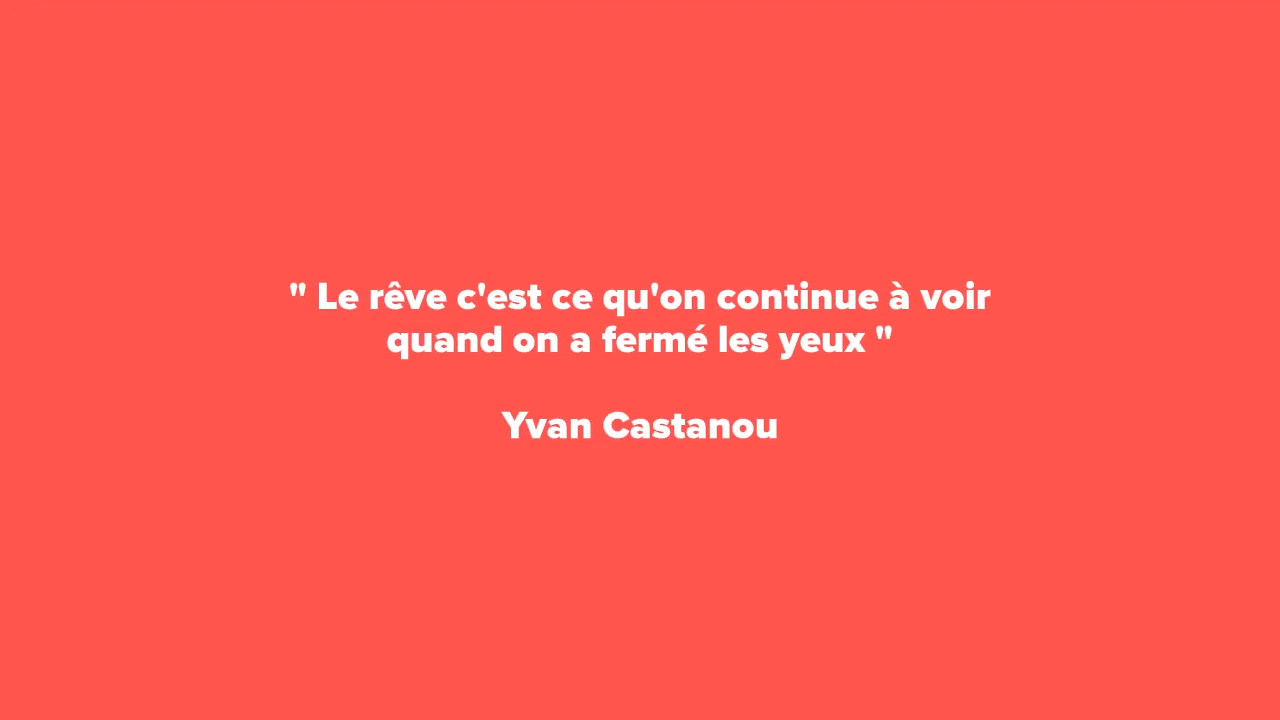 " Le rêve c'est ce qu'on continue à voir
quand on a fermé les yeux "
Yvan Castanou